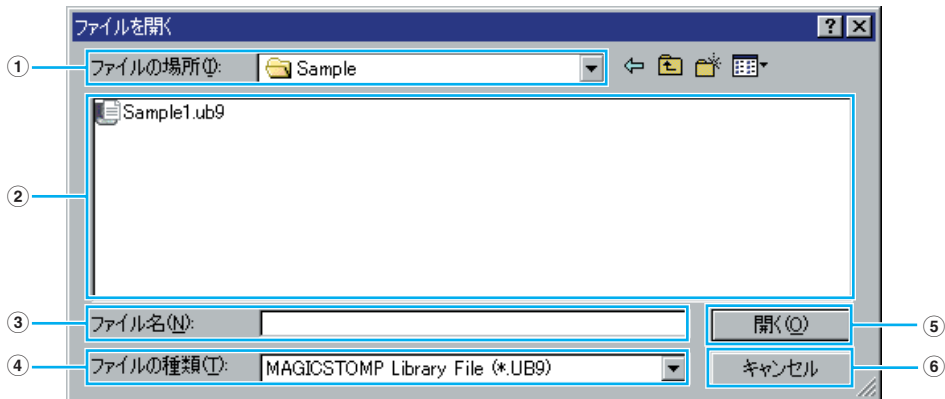 ファイルを開く
① ファイルの場所(I): Sample
Sample1.ub9
②
③ ファイル名(N): 開く(O) ⑤
④ ファイルの種類(T): MAGICSTOMP Library File (*.UB9) キャンセル ⑥